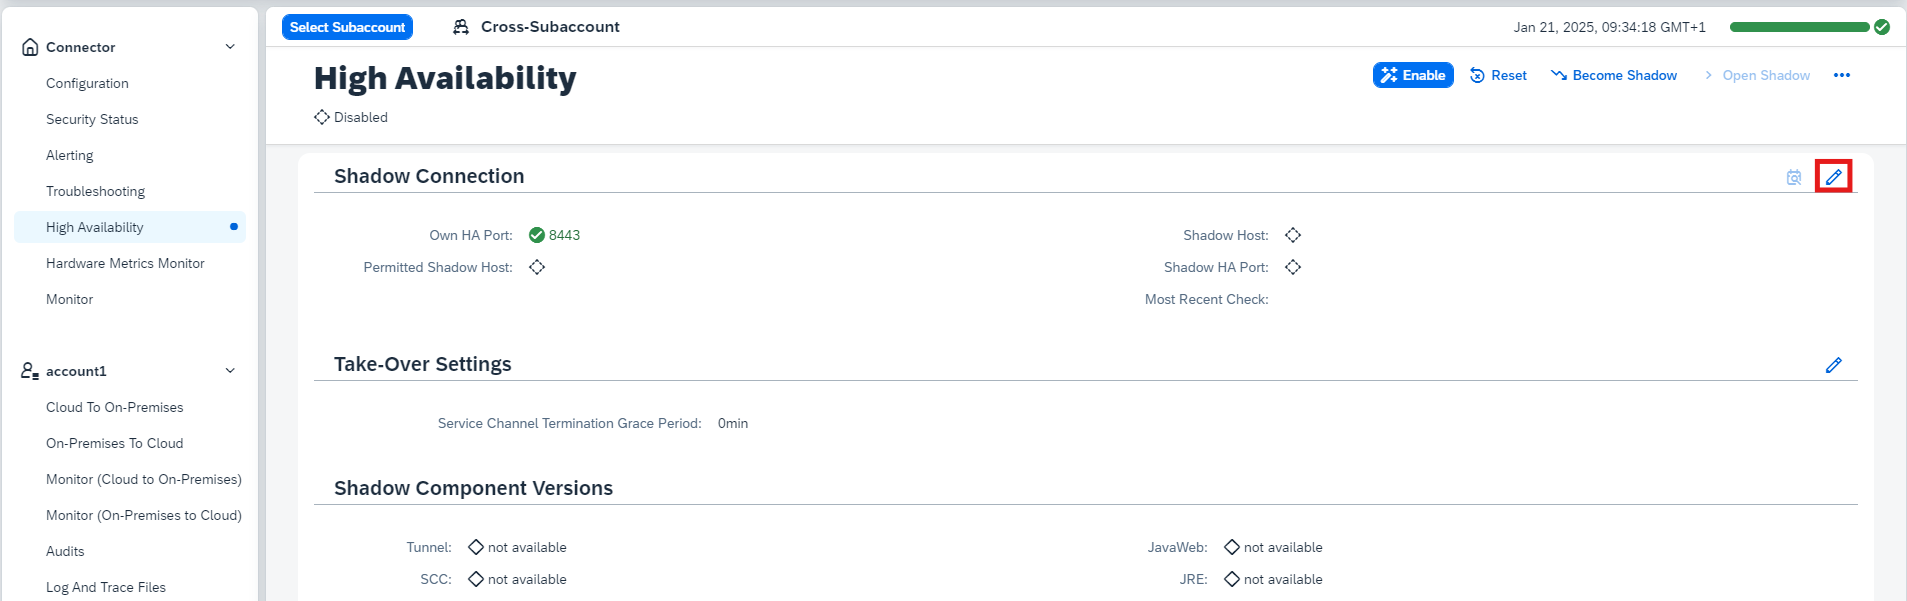 Select Subaccount
Cross-Subaccount
Jan 21, 2025, 09:34:18 GMT+1
Connector
Configuration
Security Status
Alerting
Troubleshooting
High Availability
Hardware Metrics Monitor
Monitor
account1
Cloud To On-Premises
On-Premises To Cloud
Monitor (Cloud to On-Premises)
Monitor (On-Premises to Cloud)
Audits
Log And Trace Files
High Availability
Disabled
Enable
Reset
Become Shadow
Open Shadow
Shadow Connection
Own HA Port: 8443
Permitted Shadow Host:
Shadow Host:
Shadow HA Port:
Most Recent Check:
Take-Over Settings
Service Channel Termination Grace Period: 0min
Shadow Component Versions
Tunnel: not available
SCC: not available
JavaWeb: not available
JRE: not available